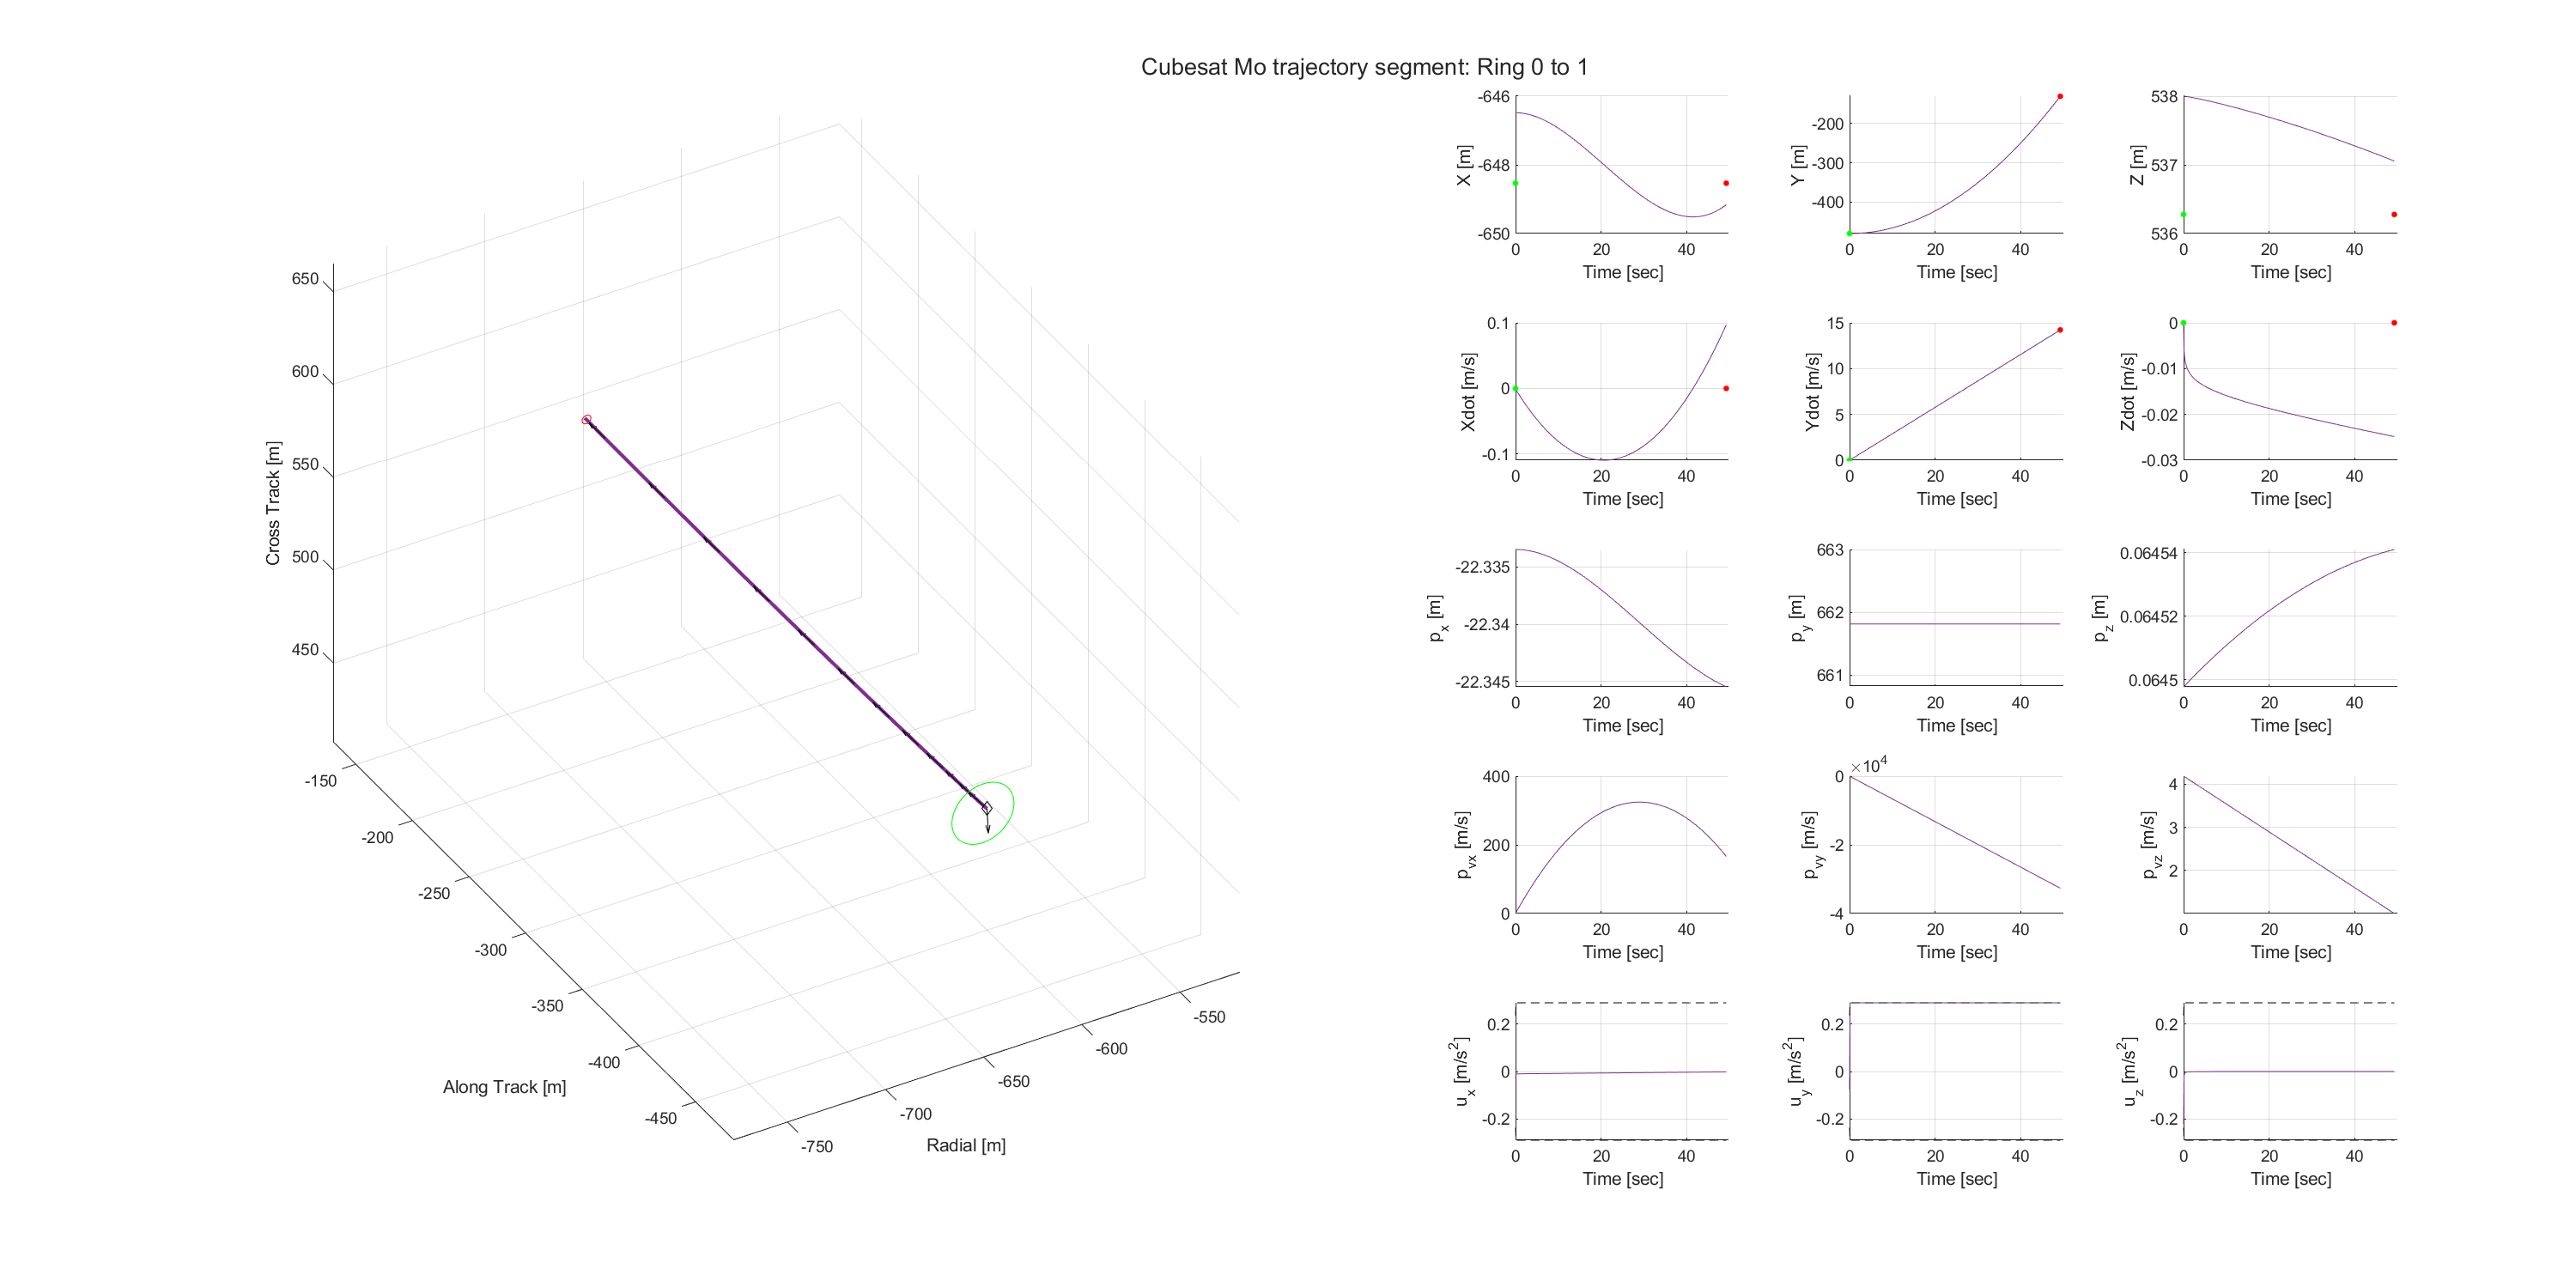 Cubesat Mo trajectory segment: Ring 0 to 1
650
600
550
500
450
Cross Track [m]
-150
-200
-250
-300
-350
-400
-450
Along Track [m]
-750
-700
-650
-600
-550
Radial [m]
-646
-648
-650
X [m]
0 20 40
Time [sec]
-200
-300
-400
Y [m]
0 20 40
Time [sec]
538
537
536
Z [m]
0 20 40
Time [sec]
0.1
0
-0.1
Xdot [m/s]
0 20 40
Time [sec]
15
10
5
0
Ydot [m/s]
0 20 40
Time [sec]
0
-0.01
-0.02
-0.03
Zdot [m/s]
0 20 40
Time [sec]
-22.335
-22.34
-22.345
p_x [m]
0 20 40
Time [sec]
663
662
661
p_y [m]
0 20 40
Time [sec]
0.06454
0.06452
0.0645
p_z [m]
0 20 40
Time [sec]
400
200
0
p_vx [m/s]
0 20 40
Time [sec]
×10^4
0
-2
-4
p_vy [m/s]
0 20 40
Time [sec]
4
3
2
p_vz [m/s]
0 20 40
Time [sec]
0.2
0
-0.2
u_x [m/s^2]
0 20 40
Time [sec]
0.2
0
-0.2
u_y [m/s^2]
0 20 40
Time [sec]
0.2
0
-0.2
u_z [m/s^2]
0 20 40
Time [sec]